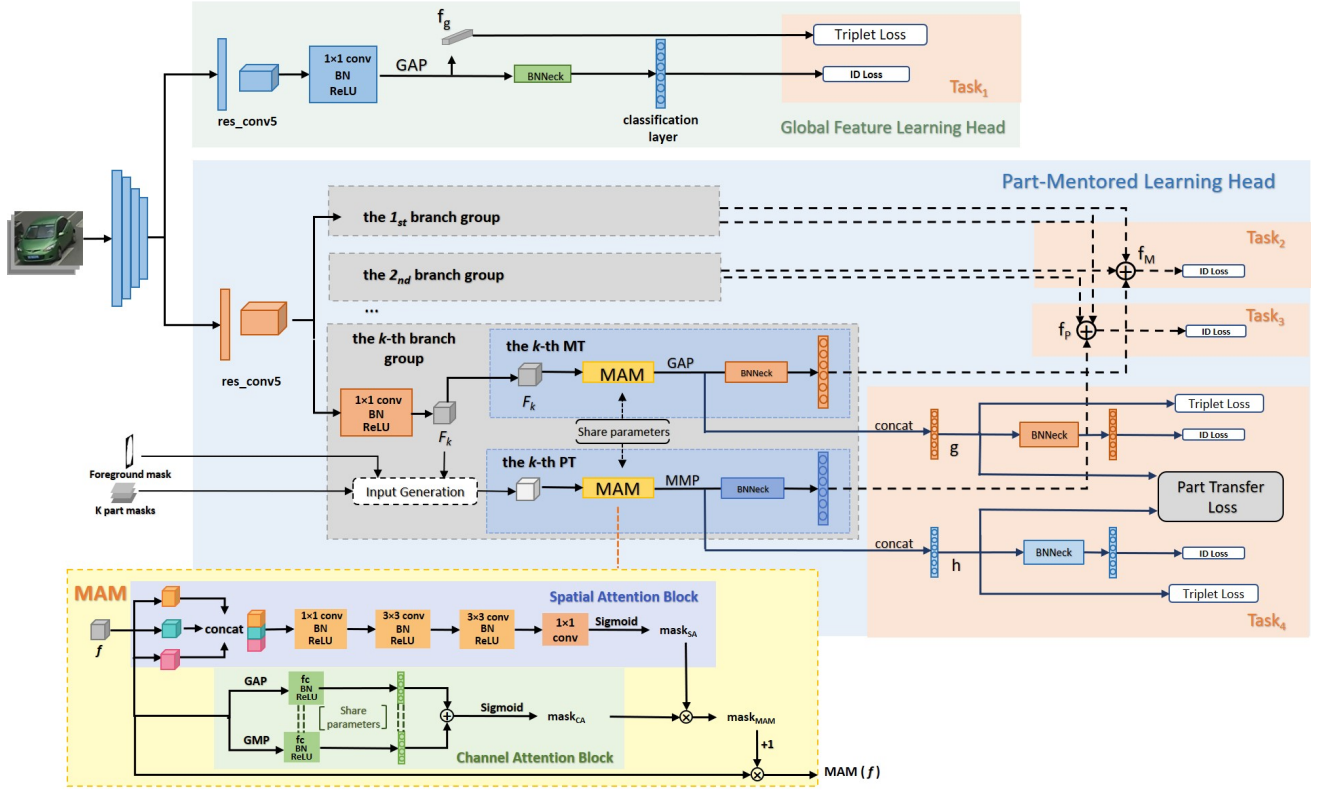 f_g
Triplet Loss
1×1 conv
BN
ReLU
GAP
BNNeck
ID Loss
Task_1
res_conv5
classification
layer
Global Feature Learning Head
Part-Mentored Learning Head
the 1_st branch group
Task_2
f_M
the 2_nd branch group
ID Loss
...
Task_3
the k-th branch
group
f_P
ID Loss
the k-th MT
MAM
GAP
BNNeck
res_conv5
1×1 conv
BN
ReLU
F_k
F_k
Share parameters
Triplet Loss
concat
g
BNNeck
ID Loss
the k-th PT
Foreground mask
K part masks
Input Generation
MAM
MMP
BNNeck
Part Transfer
Loss
concat
h
BNNeck
ID Loss
Triplet Loss
Task_4
MAM
Spatial Attention Block
f
concat
1×1 conv
BN
ReLU
3×3 conv
BN
ReLU
3×3 conv
BN
ReLU
1×1
conv
Sigmoid
mask_SA
GAP
fc
BN
ReLU
Share
parameters
Sigmoid
mask_CA
mask_MAM
GMP
fc
BN
ReLU
Channel Attention Block
+1
MAM (f)